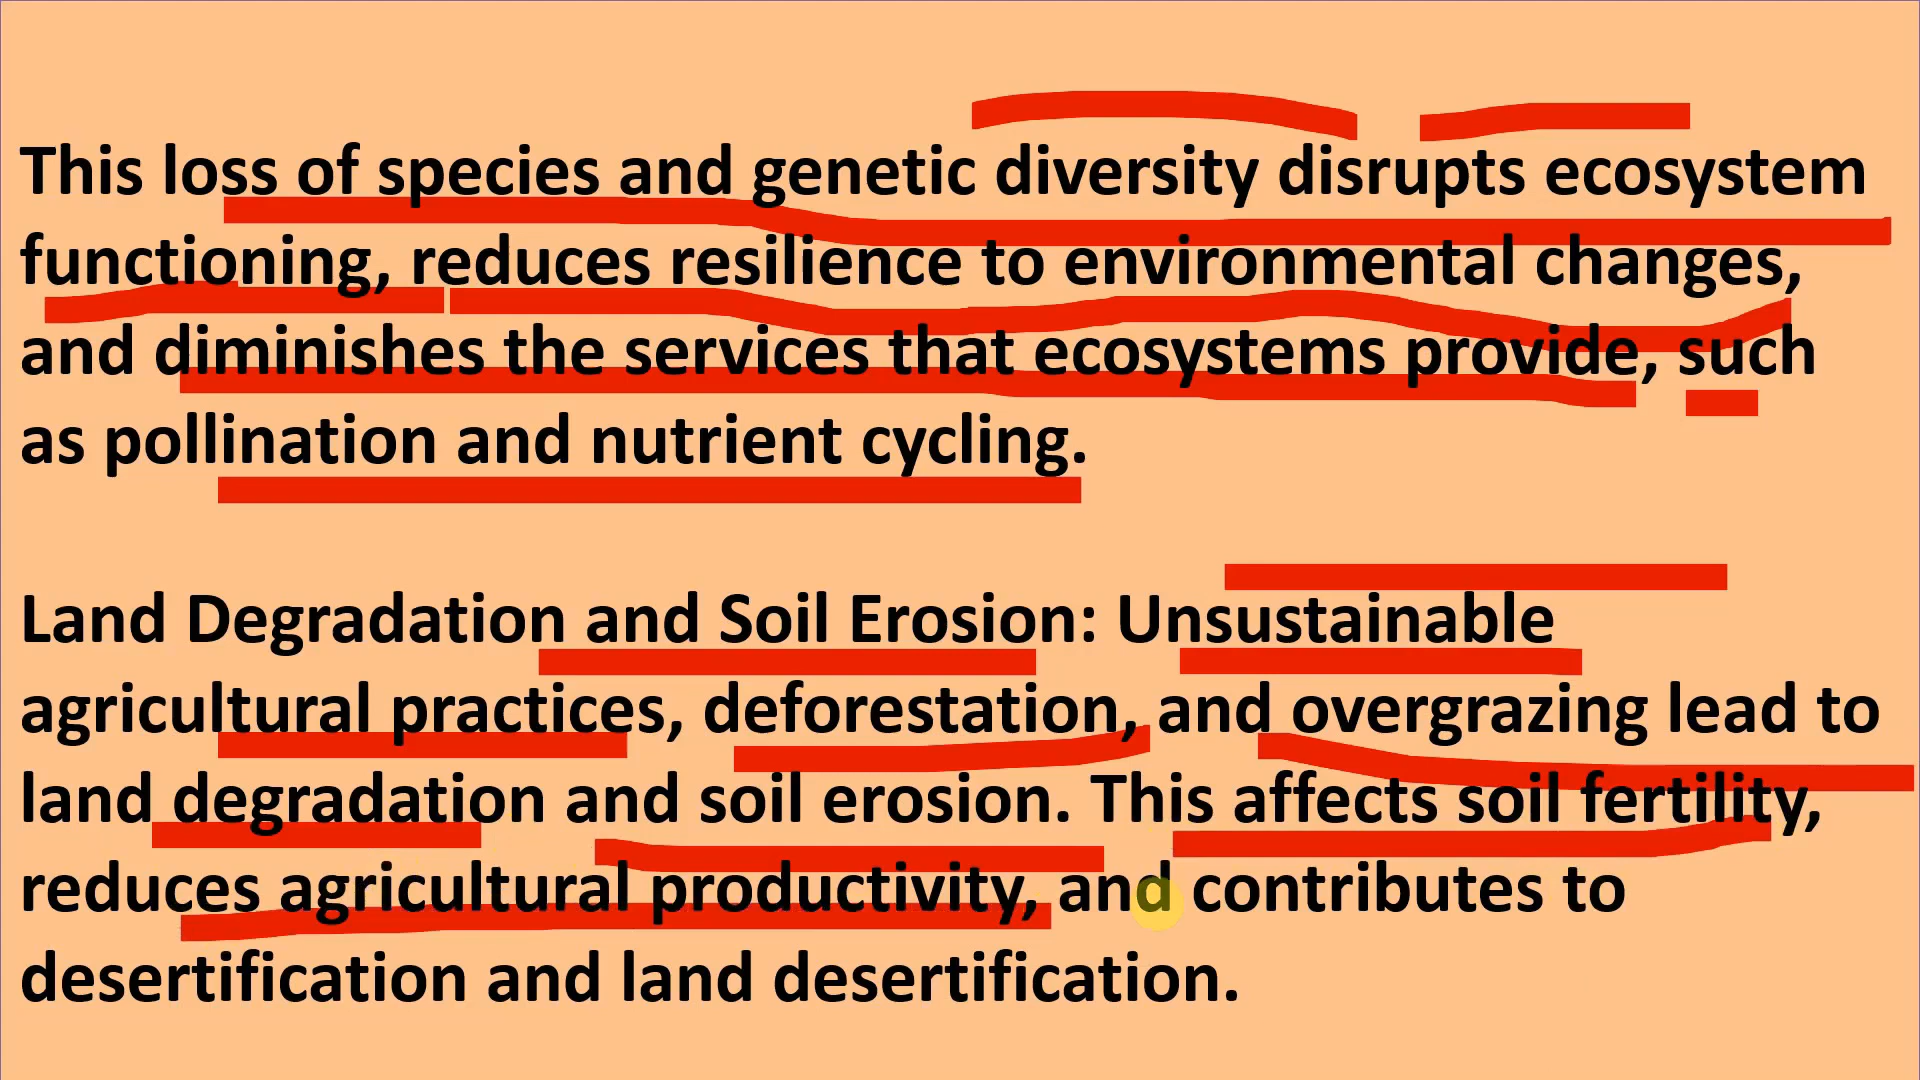 This loss of species and genetic diversity disrupts ecosystem
functioning, reduces resilience to environmental changes,
and diminishes the services that ecosystems provide, such
as pollination and nutrient cycling.
Land Degradation and Soil Erosion: Unsustainable
agricultural practices, deforestation, and overgrazing lead to
land degradation and soil erosion. This affects soil fertility,
reduces agricultural productivity, and contributes to
desertification and land desertification.